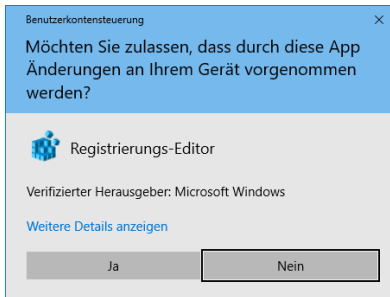 Benutzerkontensteuerung
Möchten Sie zulassen, dass durch diese App
Änderungen an Ihrem Gerät vorgenommen
werden?
Registrierungs-Editor
Verifizierter Herausgeber: Microsoft Windows
Weitere Details anzeigen
Ja
Nein